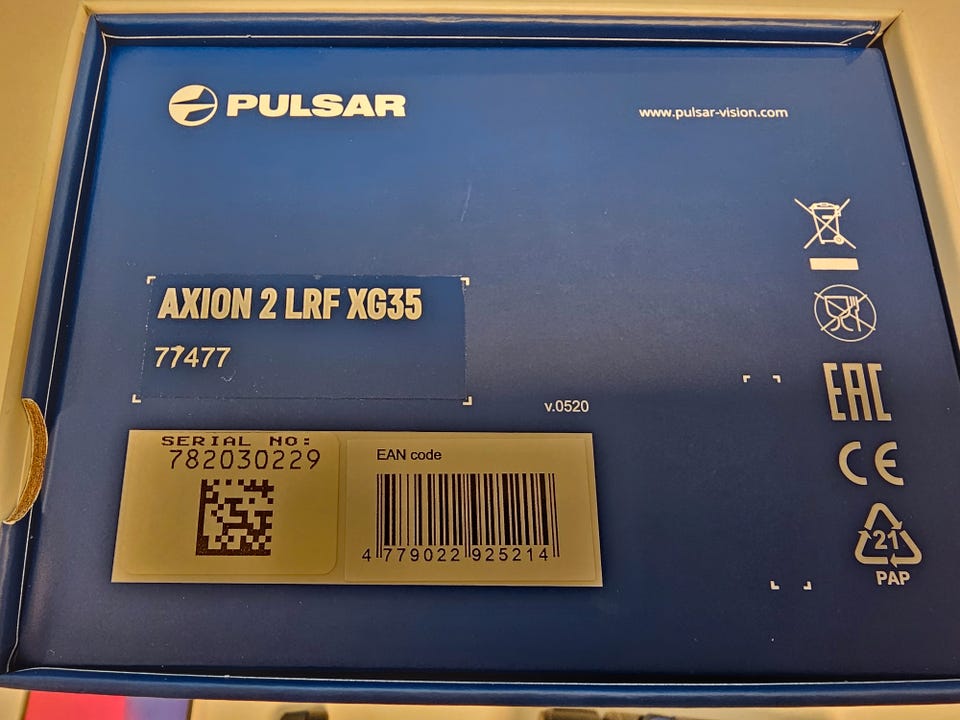 PULSAR
www.pulsar-vision.com
AXION 2 LRF XG35
77477
v.0520
SERIAL NO:
782030229
EAN code
4 779022 925214
EAC
CE
21
PAP